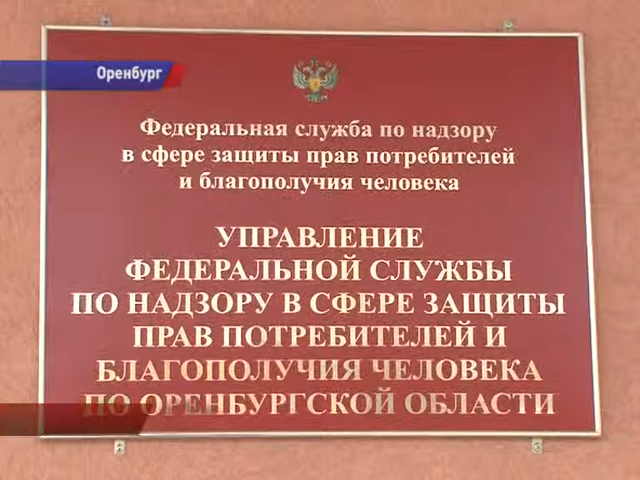 Оренбург
Федеральная служба по надзору
в сфере защиты прав потребителей
и благополучия человека
УПРАВЛЕНИЕ
ФЕДЕРАЛЬНОЙ СЛУЖБЫ
ПО НАДЗОРУ В СФЕРЕ ЗАЩИТЫ
ПРАВ ПОТРЕБИТЕЛЕЙ И
БЛАГОПОЛУЧИЯ ЧЕЛОВЕКА
ПО ОРЕНБУРГСКОЙ ОБЛАСТИ